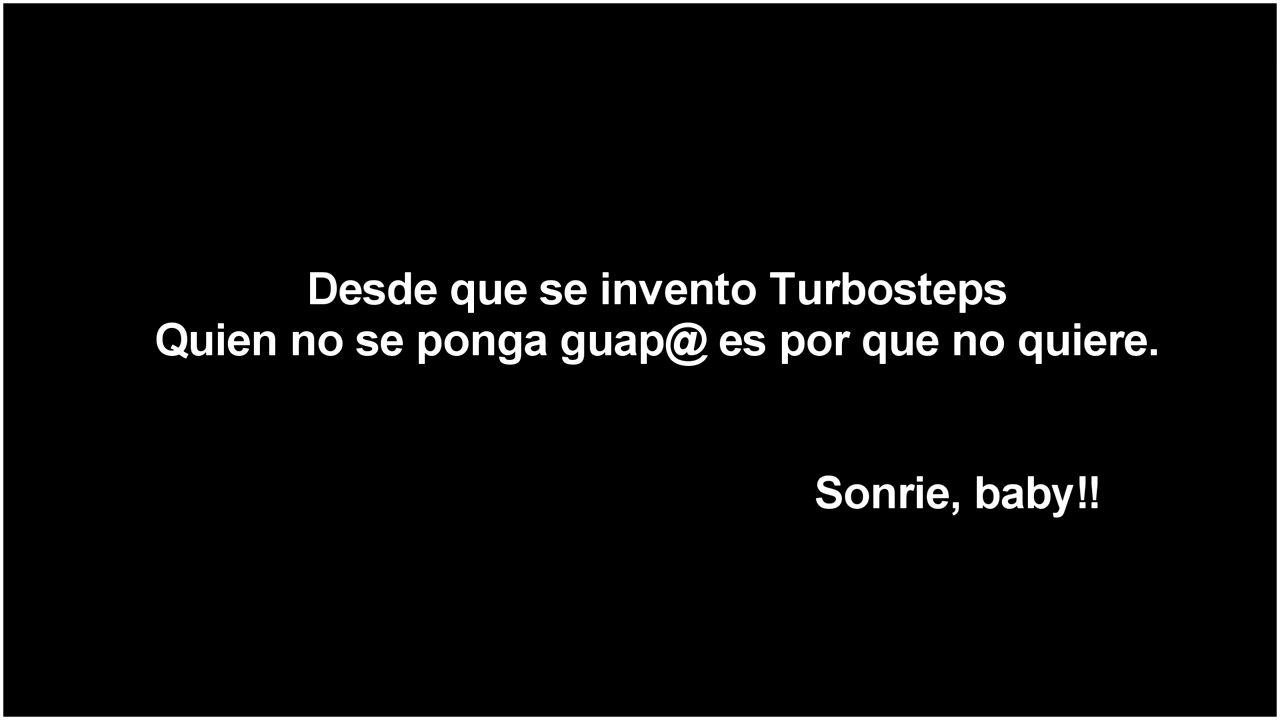 Desde que se invento Turbosteps
Quien no se ponga guap@ es por que no quiere.
Sonrie, baby!!